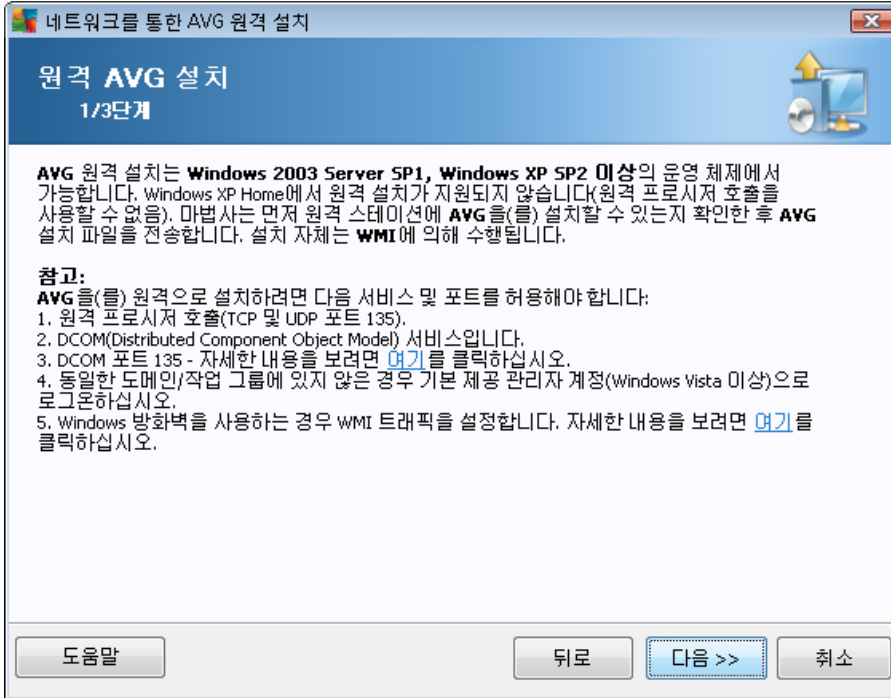 네트워크를 통한 AVG 원격 설치
원격 AVG 설치
1/3단계
AVG 원격 설치는 Windows 2003 Server SP1, Windows XP SP2 이상의 운영 체제에서
가능합니다. Windows XP Home에서 원격 설치가 지원되지 않습니다(원격 프로시저 호출을
사용할 수 없음). 마법사는 먼저 원격 스테이션에 AVG을(를) 설치할 수 있는지 확인한 후 AVG
설치 파일을 전송합니다. 설치 자체는 WMI에 의해 수행됩니다.
참고:
AVG을(를) 원격으로 설치하려면 다음 서비스 및 포트를 허용해야 합니다:
1. 원격 프로시저 호출(TCP 및 UDP 포트 135).
2. DCOM(Distributed Component Object Model) 서비스입니다.
3. DCOM 포트 135 - 자세한 내용을 보려면 여기를 클릭하십시오.
4. 동일한 도메인/작업 그룹에 있지 않은 경우 기본 제공 관리자 계정(Windows Vista 이상)으로
로그온하십시오.
5. Windows 방화벽을 사용하는 경우 WMI 트래픽을 설정합니다. 자세한 내용을 보려면 여기를
클릭하십시오.
도움말
뒤로
다음 >>
취소